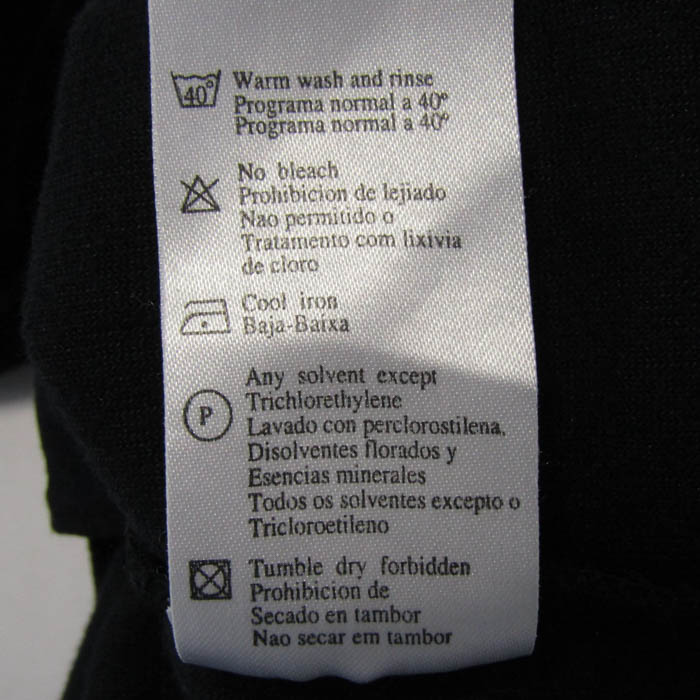 40°
Warm wash and rinse
Programa normal a 40°
Programa normal a 40°
No bleach
Prohibicion de lejiado
Nao permitido o
Tratamento com lixivia
de cloro
Cool iron
Baja-Baixa
P
Any solvent except
Trichlorethylene
Lavado con perclorostilena.
Disolventes florados y
Esencias minerales
Todos os solventes excepto o
Tricloroetileno
Tumble dry forbidden
Prohibicion de
Secado en tambor
Nao secar em tambor